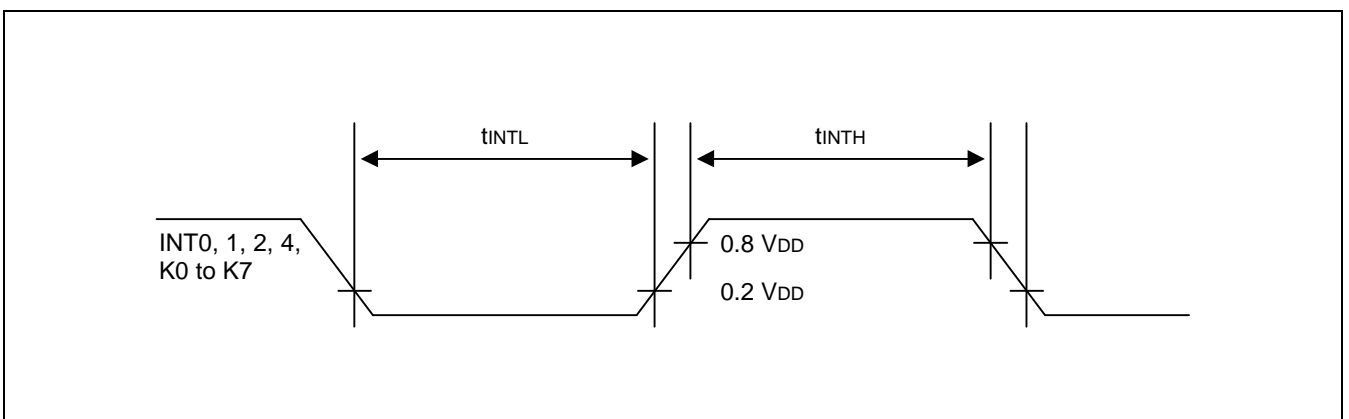 tINTL
tINTH
INT0, 1, 2, 4,
K0 to K7
0.8 VDD
0.2 VDD